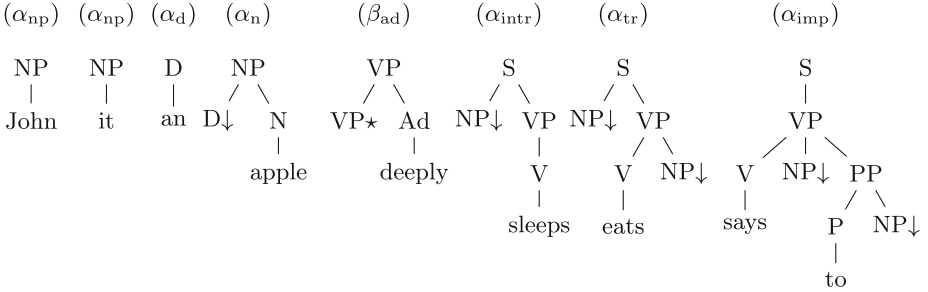 (αnp) (αnp) (αd) (αn) (βad) (αintr) (αtr) (αimp)
NP NP D NP VP S S S
John it an D↓ N VP⋆ Ad NP↓ VP NP↓ VP VP
apple deeply V V NP↓ V NP↓ PP
sleeps eats says P NP↓
to